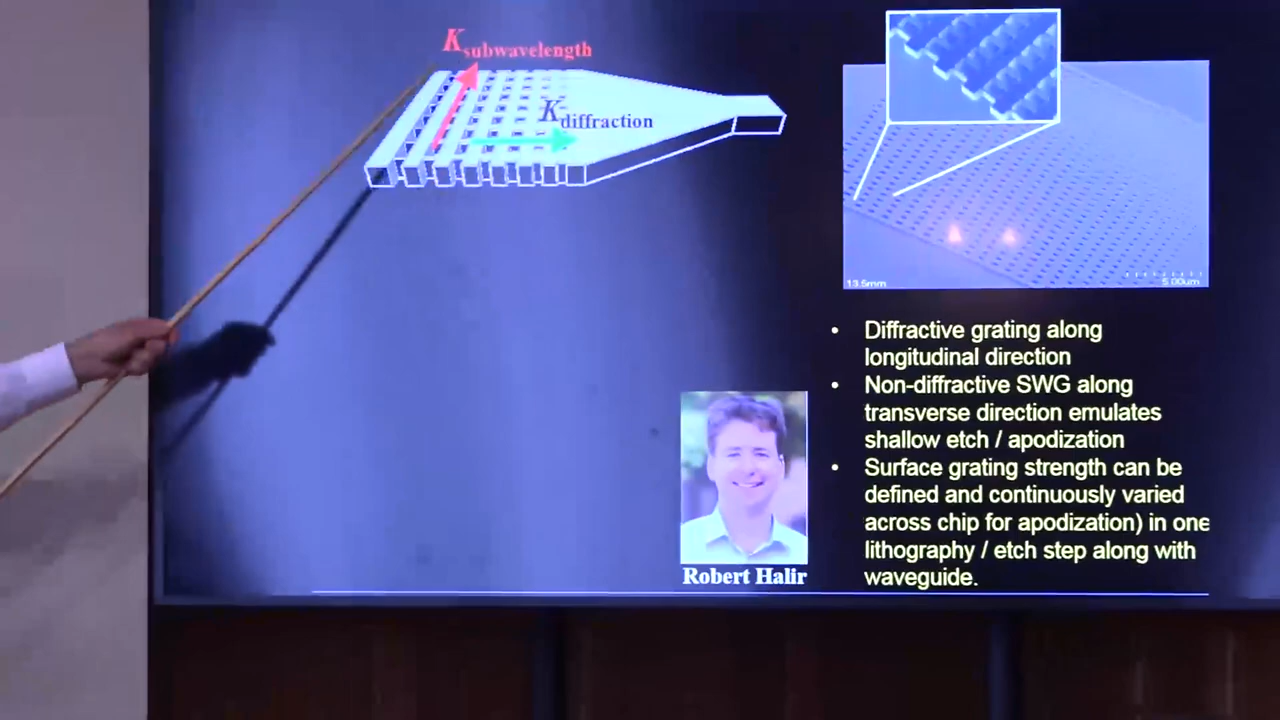 Ksubwavelength
Kdiffraction
13.5mm
5.00um
• Diffractive grating along
longitudinal direction
• Non-diffractive SWG along
transverse direction emulates
shallow etch / apodization
• Surface grating strength can be
defined and continuously varied
across chip for apodization) in one
lithography / etch step along with
waveguide.
Robert Halir